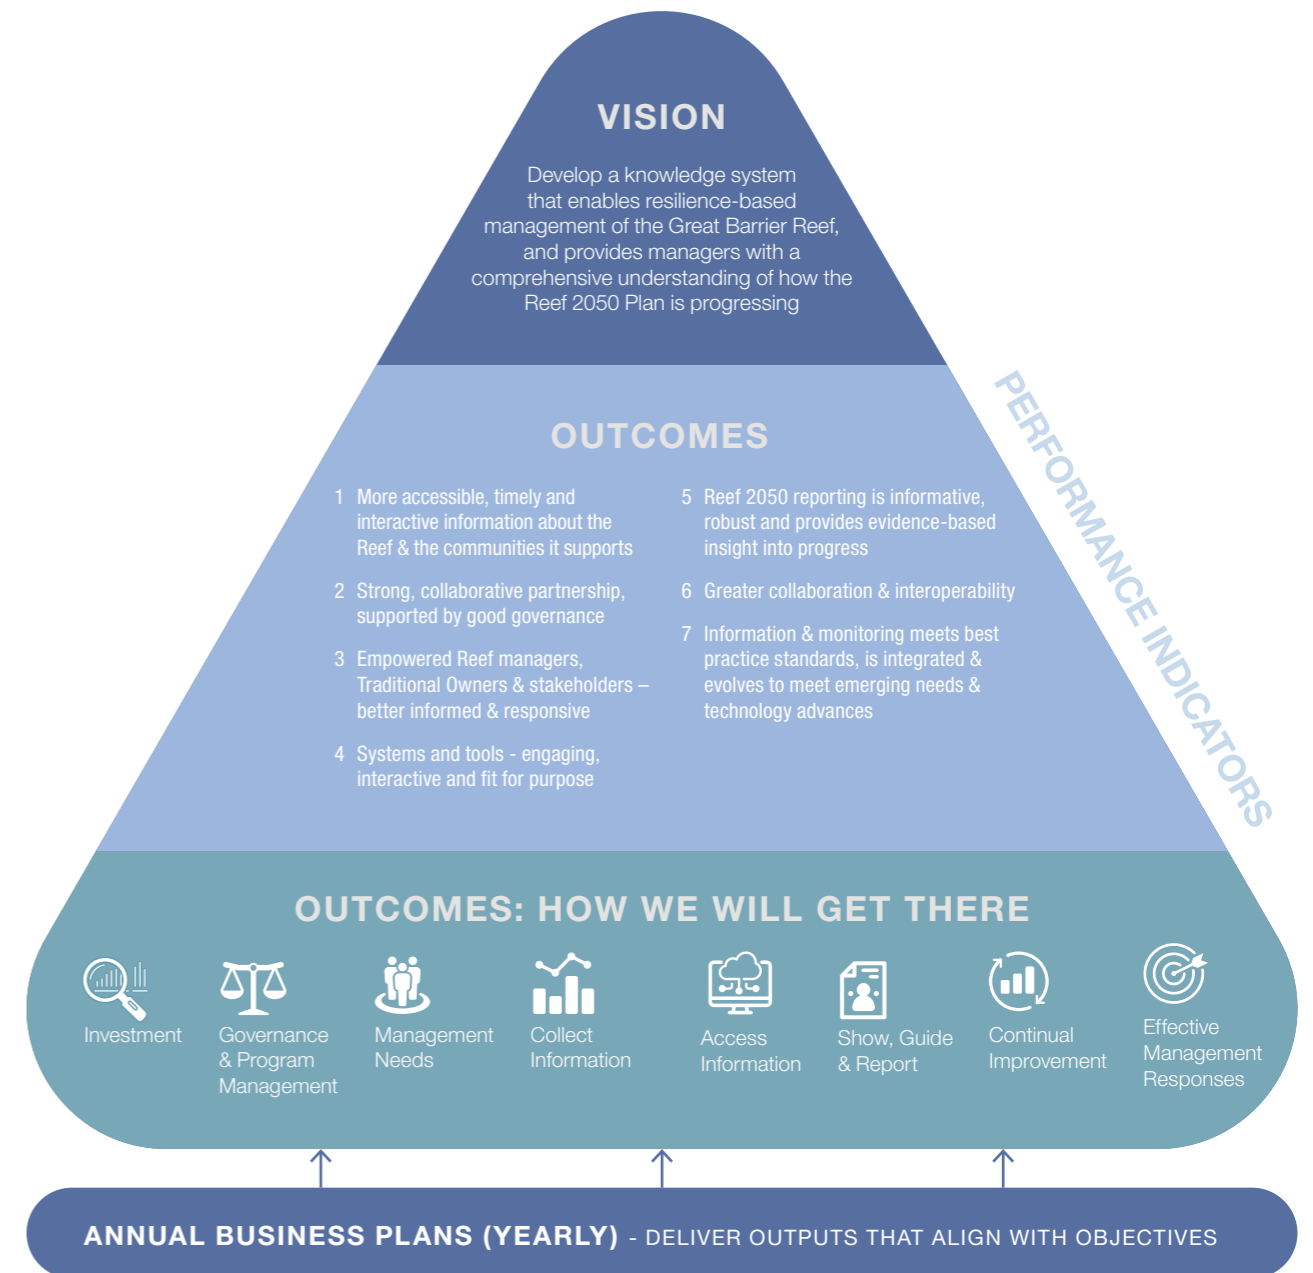 VISION
Develop a knowledge system
that enables resilience-based
management of the Great Barrier Reef,
and provides managers with a
comprehensive understanding of how the
Reef 2050 Plan is progressing
PERFORMANCE INDICATORS
OUTCOMES
1 More accessible, timely and
interactive information about the
Reef & the communities it supports
2 Strong, collaborative partnership,
supported by good governance
3 Empowered Reef managers,
Traditional Owners & stakeholders –
better informed & responsive
4 Systems and tools - engaging,
interactive and fit for purpose
5 Reef 2050 reporting is informative,
robust and provides evidence-based
insight into progress
6 Greater collaboration & interoperability
7 Information & monitoring meets best
practice standards, is integrated &
evolves to meet emerging needs &
technology advances
OUTCOMES: HOW WE WILL GET THERE
Investment
Governance
& Program
Management
Management
Needs
Collect
Information
Access
Information
Show, Guide
& Report
Continual
Improvement
Effective
Management
Responses
ANNUAL BUSINESS PLANS (YEARLY) - DELIVER OUTPUTS THAT ALIGN WITH OBJECTIVES